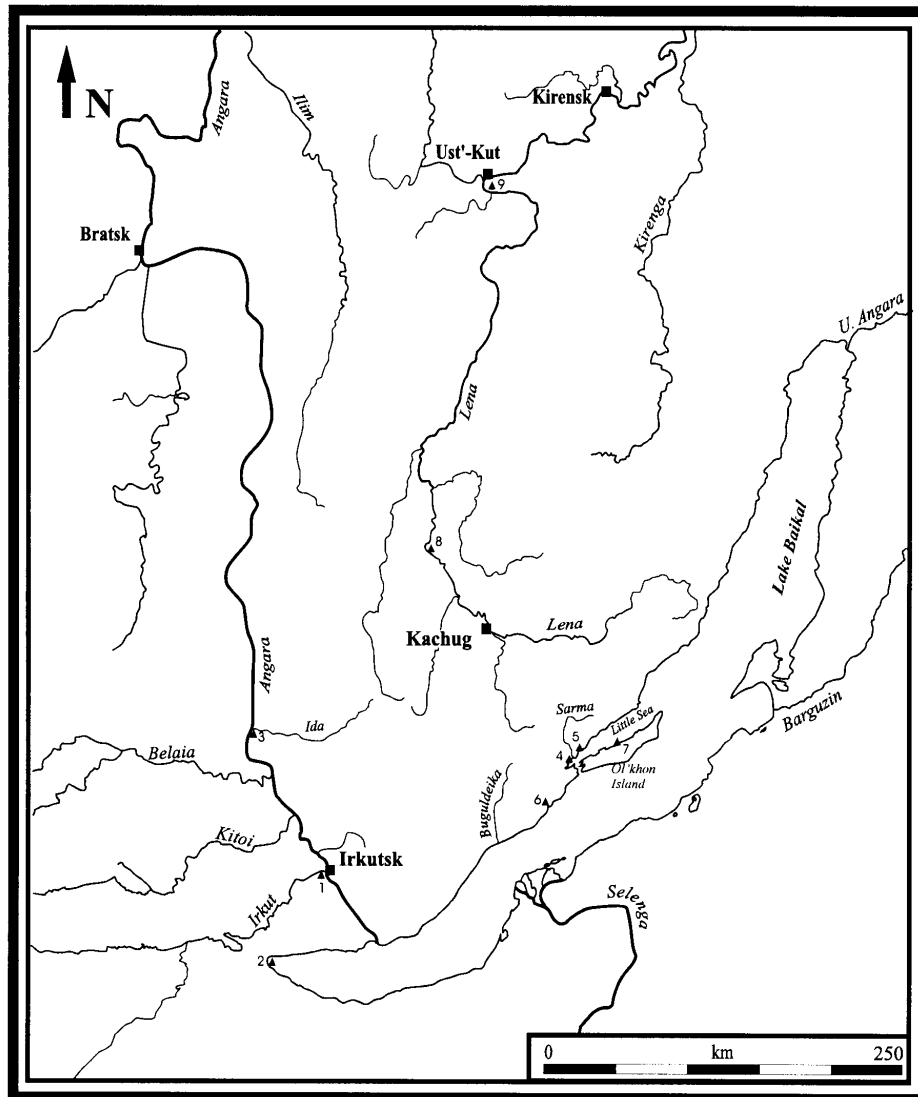 N
Angara
Ilim
Kirensk
Ust'-Kut
9
Kirenga
Bratsk
U. Angara
Lena
Lake Baikal
8
Kachug
Lena
Angara
Ida
3
Sarma
Little Sea
5
4
7
Ol'khon
Island
Barguzin
Belaia
Buguldeika
6
Kitoi
Irkutsk
1
Irkut
Selenga
2
0 km 250